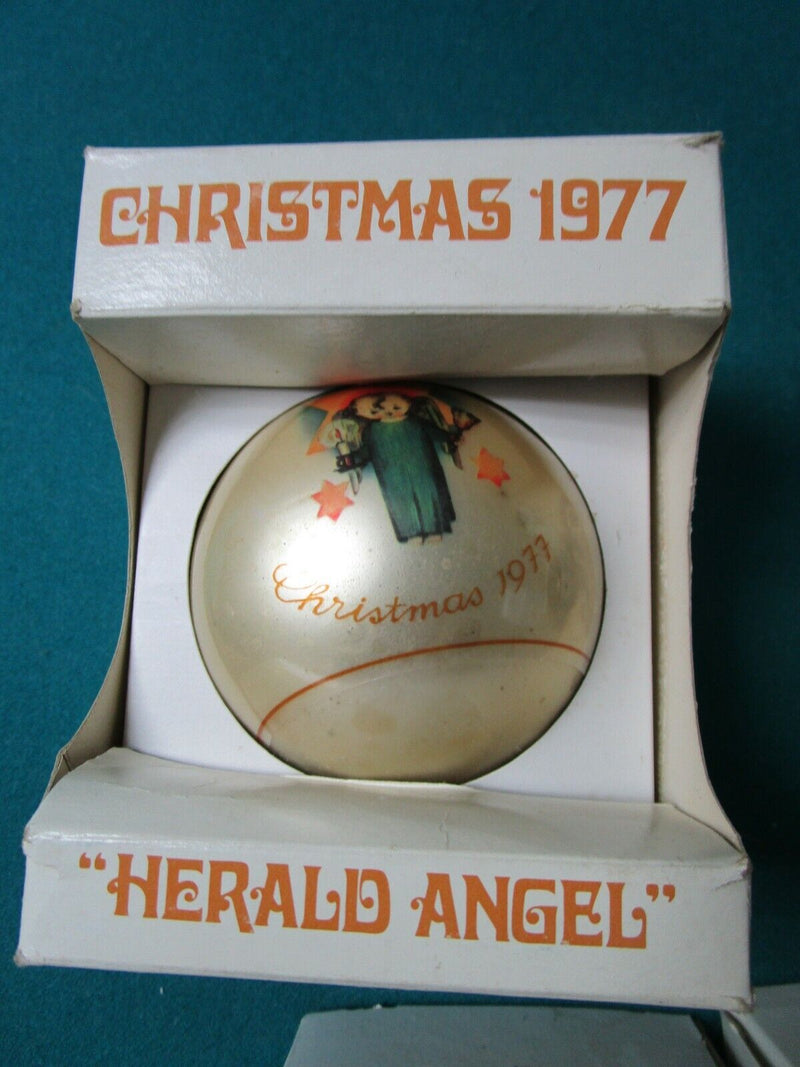 CHRISTMAS 1977
Christmas 1977
“HERALD ANGEL”